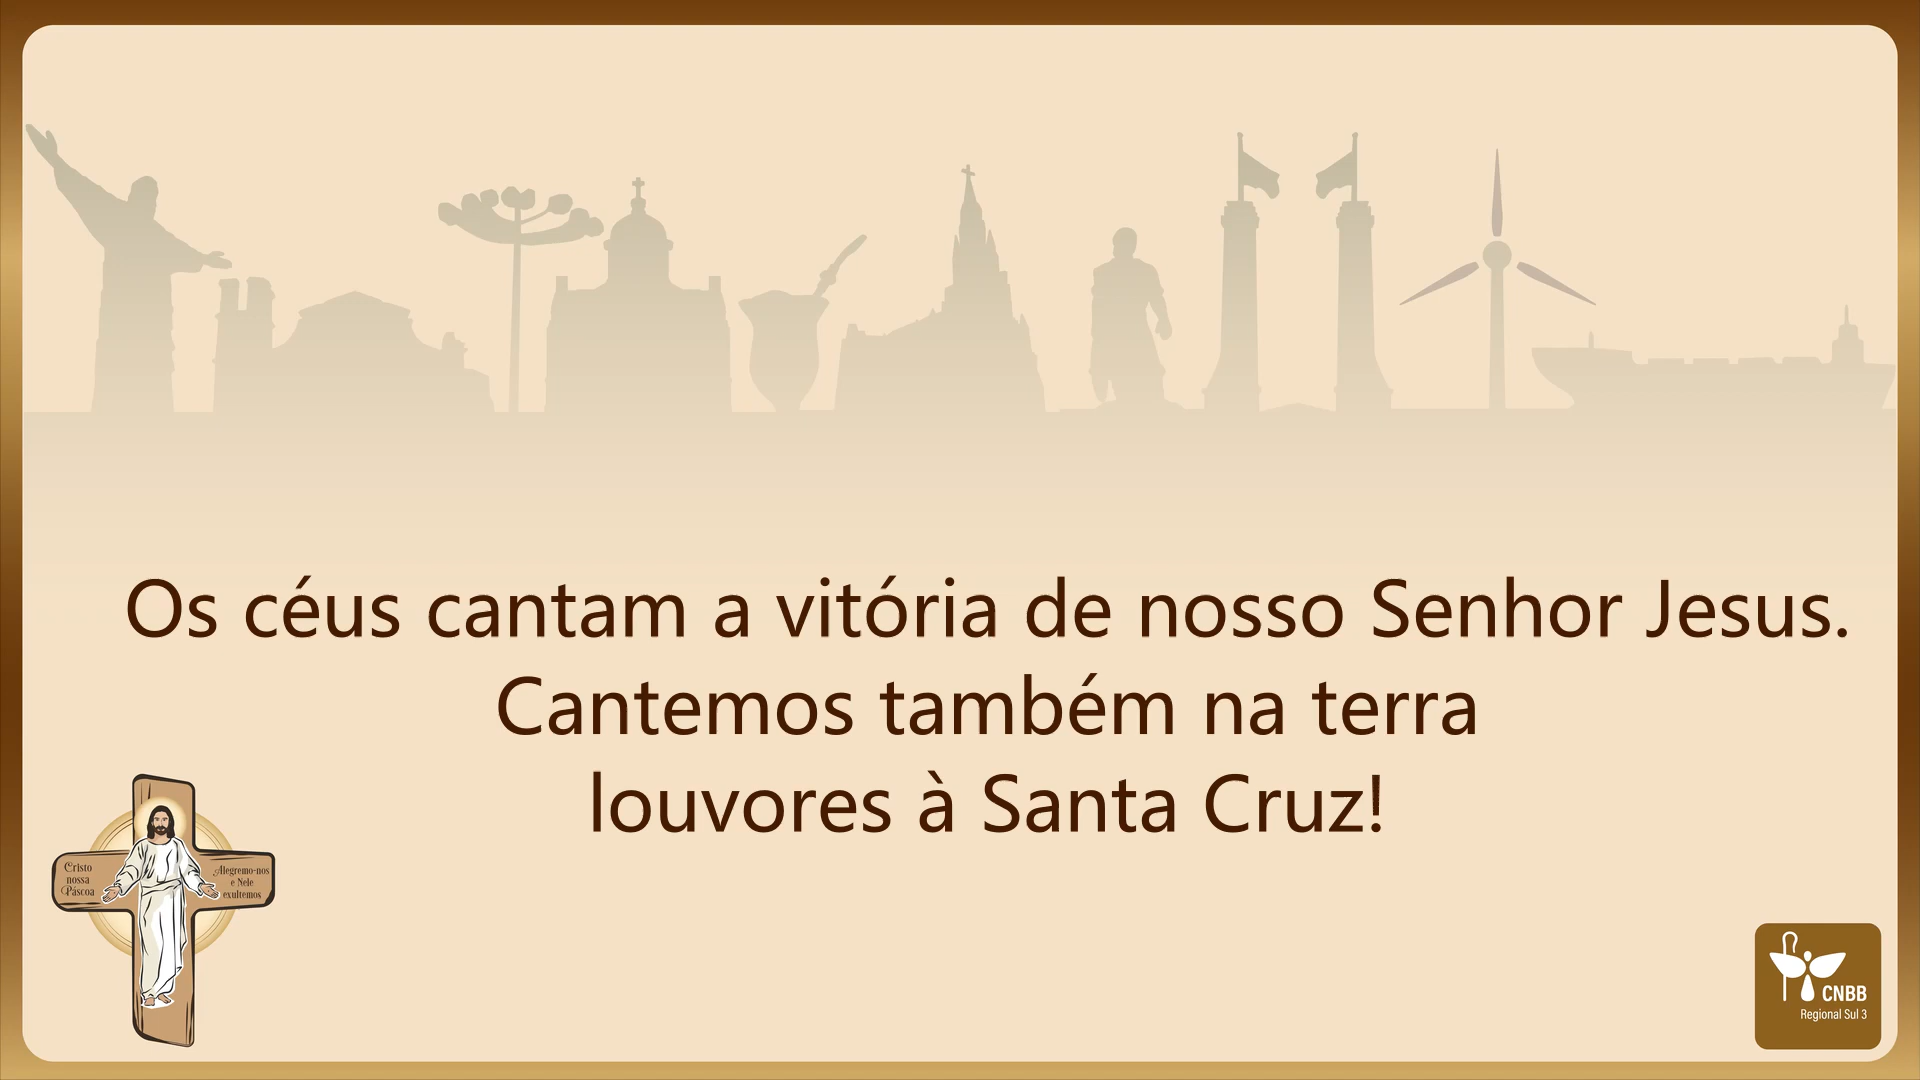 Os céus cantam a vitória de nosso Senhor Jesus.
Cantemos também na terra
louvores à Santa Cruz!
Cristo
nossa
Páscoa
Alegremo-nos
e Nele
exultemos
CNBB
Regional Sul 3